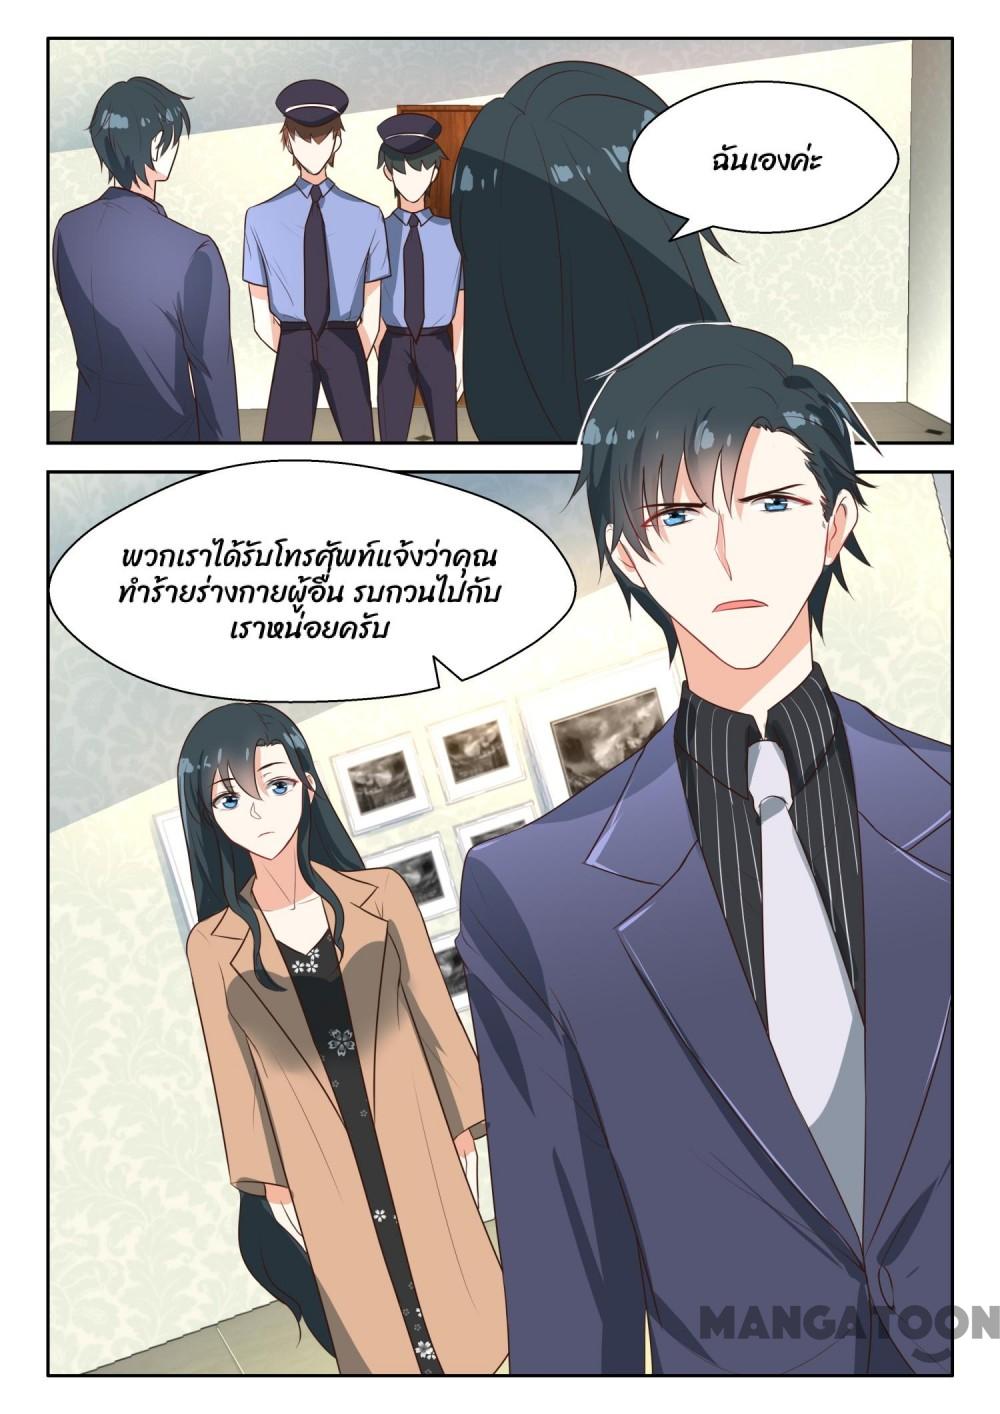 ฉันเองค่ะ
พวกเราได้รับโทรศัพท์แจ้งว่าคุณ
ทำร้ายร่างกายผู้อื่น รบกวนไปกับ
เราหน่อยครับ
MANGATOON